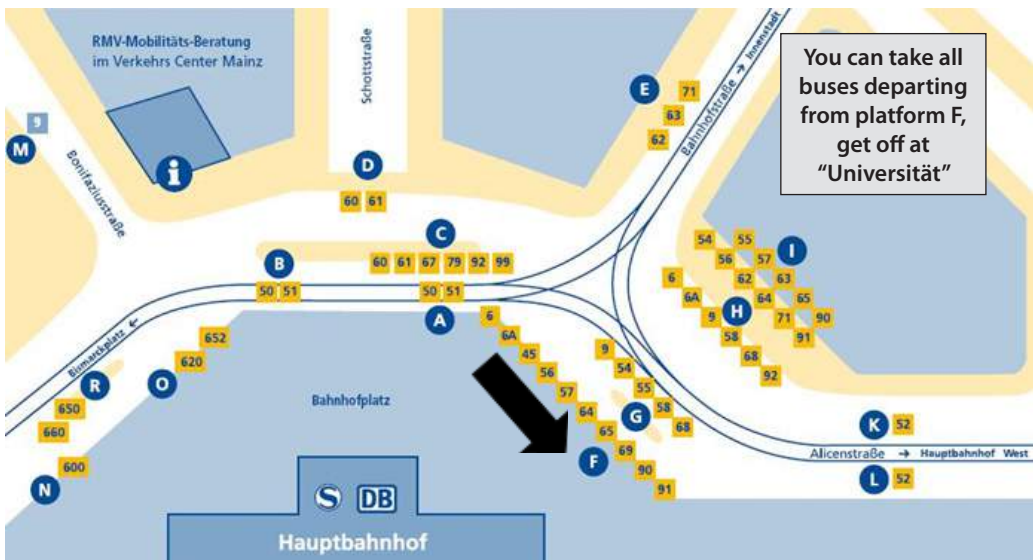 RMV-Mobilitäts-Beratung
im Verkehrs Center Mainz
i
Schottstraße
You can take all
buses departing
from platform F,
get off at
“Universität”
E
71
63
62
Bahnhofstraße → Innenstadt
9
M
Bonifaziusstraße
D
60 61
C
60 61 67 79 92 99
B
50 51
50 51
A
54 55
56 57 I
62 63
64 65
71 90
91
6
6A
9 H
58
68
92
6
6A
45
56
57
64
65
69
90
91
F
9
54
55
58
68
G
Bismarckplatz ←
652
620
O
R
650
660
600
N
Bahnhofplatz
K 52
Alicenstraße → Hauptbahnhof West
L 52
S DB
Hauptbahnhof